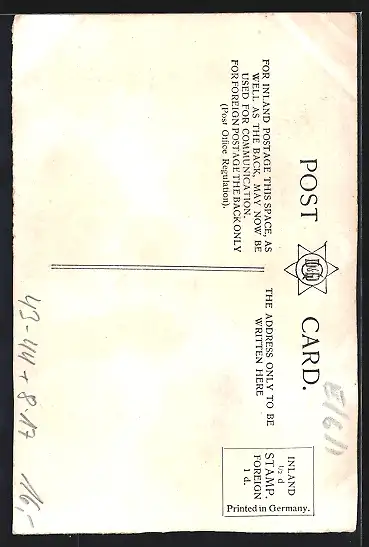 POST CARD.
FOR INLAND POSTAGE THIS SPACE, AS
WELL AS THE BACK, MAY NOW BE
USED FOR COMMUNICATION.
FOR FOREIGN POSTAGE THE BACK ONLY
(Post Office Regulation).
THE ADDRESS ONLY TO BE
WRITTEN HERE
INLAND
½ d
STAMP.
FOREIGN
1 d.
Printed in Germany.
43-44 + 8.17 116,-